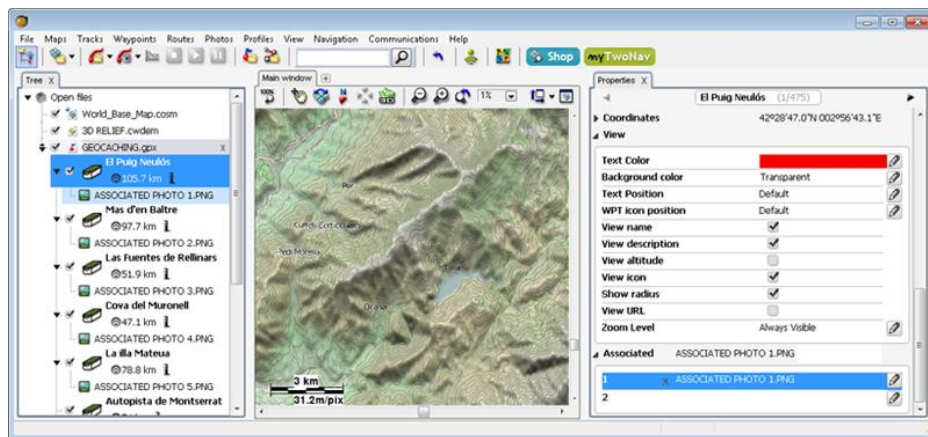 File Maps Tracks Waypoints Routes Photos Profiles View Navigation Communications Help
Shop
myTwoNav
Tree X
Open files
World_Base_Map.cosm
3D RELIEF.cwdem
GEOCACHING.gpx x
El Puig Neulós
105.7 km
ASSOCIATED PHOTO 1.PNG
Mas d'en Baltre
97.7 km
ASSOCIATED PHOTO 2.PNG
Las Fuentes de Rellinars
51.9 km
ASSOCIATED PHOTO 3.PNG
Cova del Muronell
47.1 km
ASSOCIATED PHOTO 4.PNG
La illa Mateua
78.8 km
ASSOCIATED PHOTO 5.PNG
Autopista de Montserrat
Main window
100%
1%
3 km
31.2m/pix
Properties X
El Puig Neulós (1/475)
Coordinates 42º28'47.0"N 002º56'43.1"E
View
Text Color
Background color Transparent
Text Position Default
WPT icon position Default
View name
View description
View altitude
View icon
Show radius
View URL
Zoom Level Always Visible
Associated ASSOCIATED PHOTO 1.PNG
1 x ASSOCIATED PHOTO 1.PNG
2